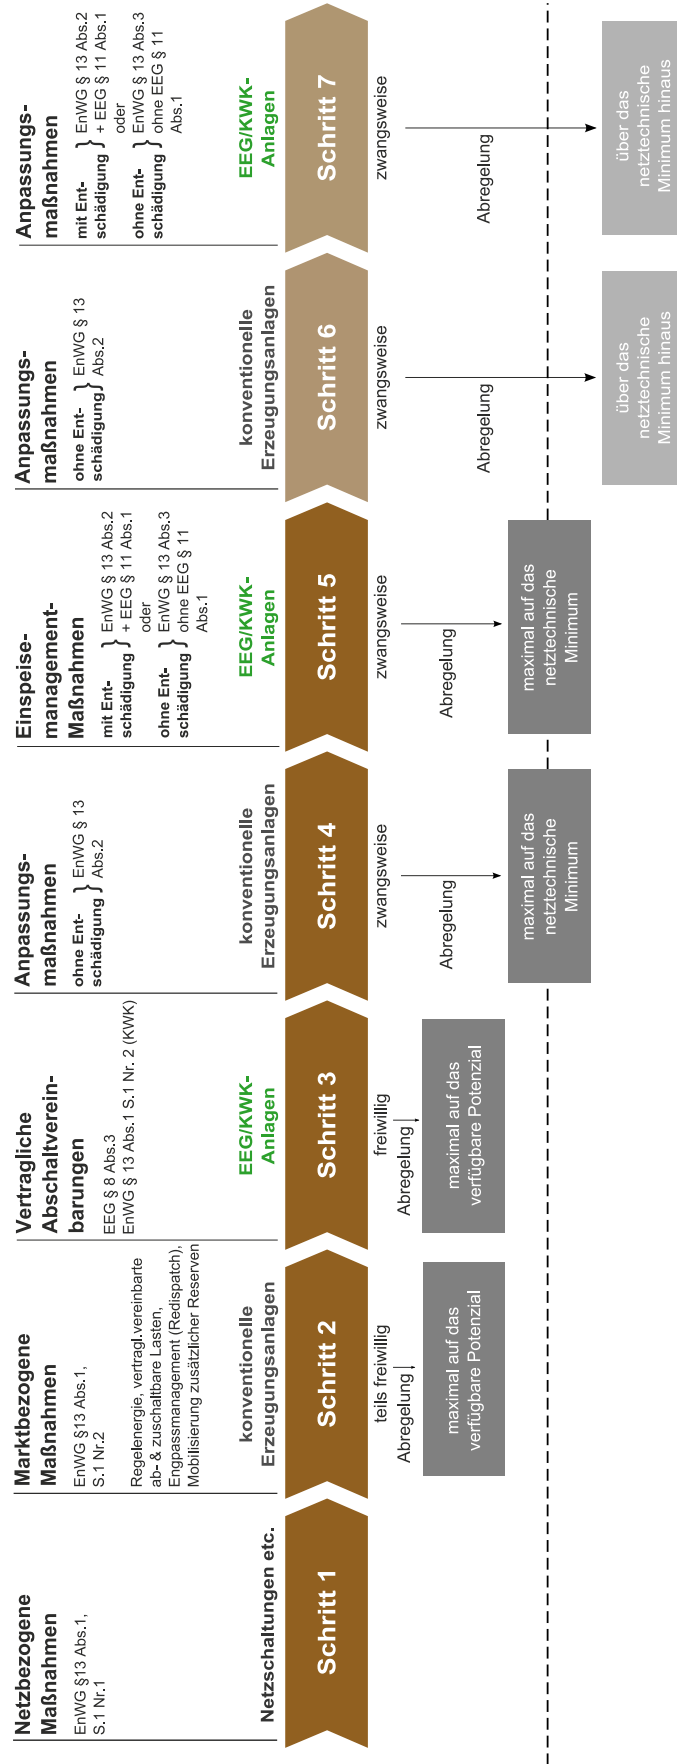 Netzbezogene
Maßnahmen
EnWG §13 Abs.1,
S.1 Nr.1
Netzschaltungen etc.
Schritt 1
Marktbezogene
Maßnahmen
EnWG §13 Abs.1,
S.1 Nr.2
Regelenergie, vertragl.vereinbarte
ab- & zuschaltbare Lasten,
Engpassmanagement (Redispatch),
Mobilisierung zusätzlicher Reserven
konventionelle
Erzeugungsanlagen
Schritt 2
teils freiwillig
Abregelung
maximal auf das
verfügbare Potenzial
Vertragliche
Abschaltverein-
barungen
EEG § 8 Abs.3
EnWG § 13 Abs.1 S.1 Nr. 2 (KWK)
EEG/KWK-
Anlagen
Schritt 3
freiwillig
Abregelung
maximal auf das
verfügbare Potenzial
Anpassungs-
maßnahmen
ohne Ent- } EnWG § 13
schädigung Abs.2
konventionelle
Erzeugungsanlagen
Schritt 4
zwangsweise
Abregelung
maximal auf das
netztechnische
Minimum
Einspeise-
management-
Maßnahmen
mit Ent- } EnWG § 13 Abs.2
schädigung + EEG § 11 Abs.1
oder
ohne Ent- } EnWG § 13 Abs.3
schädigung ohne EEG § 11
Abs.1
EEG/KWK-
Anlagen
Schritt 5
zwangsweise
Abregelung
maximal auf das
netztechnische
Minimum
Anpassungs-
maßnahmen
ohne Ent- } EnWG § 13
schädigung Abs.2
konventionelle
Erzeugungsanlagen
Schritt 6
zwangsweise
Abregelung
über das
netztechnische
Minimum hinaus
Anpassungs-
maßnahmen
mit Ent- } EnWG § 13 Abs.2
schädigung + EEG § 11 Abs.1
oder
ohne Ent- } EnWG § 13 Abs.3
schädigung ohne EEG § 11
Abs.1
EEG/KWK-
Anlagen
Schritt 7
zwangsweise
Abregelung
über das
netztechnische
Minimum hinaus